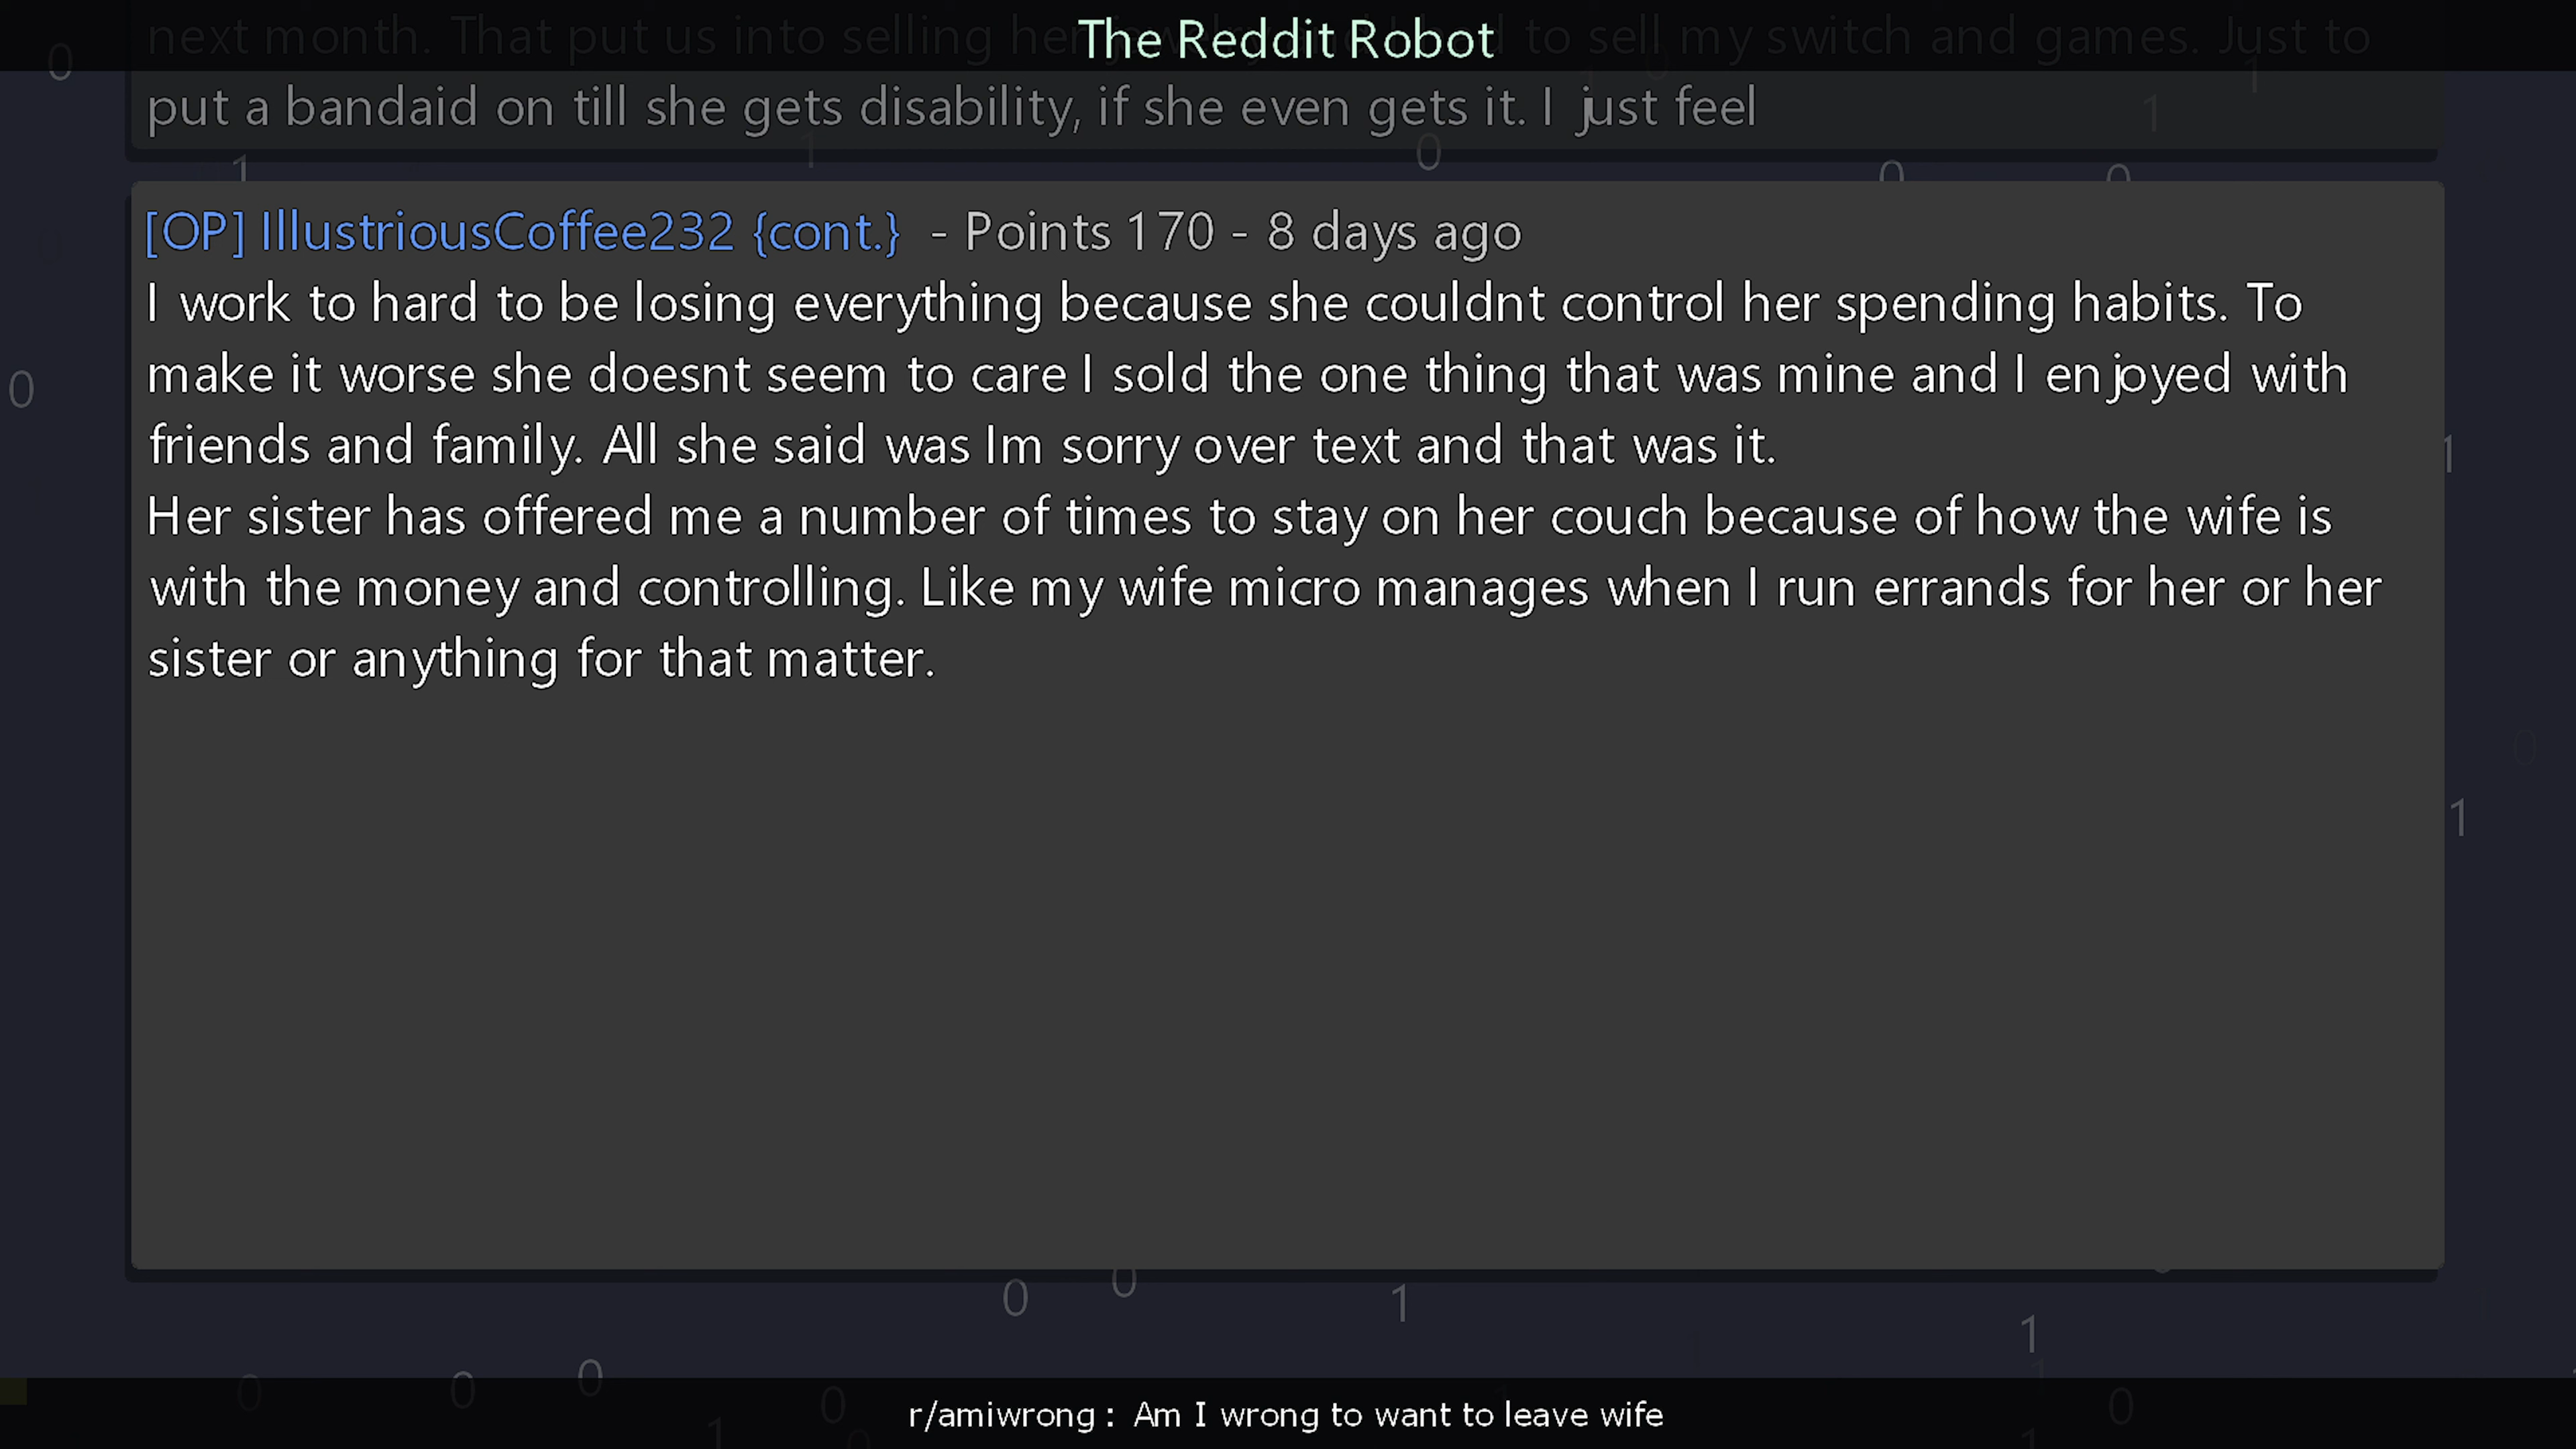 The Reddit Robot
next month. That put us into selling her to sell my switch and games. Just to
put a bandaid on till she gets disability, if she even gets it. I just feel
[OP] IllustriousCoffee232 {cont.} - Points 170 - 8 days ago
I work to hard to be losing everything because she couldnt control her spending habits. To
make it worse she doesnt seem to care I sold the one thing that was mine and I enjoyed with
friends and family. All she said was Im sorry over text and that was it.
Her sister has offered me a number of times to stay on her couch because of how the wife is
with the money and controlling. Like my wife micro manages when I run errands for her or her
sister or anything for that matter.
r/amiwrong : Am I wrong to want to leave wife